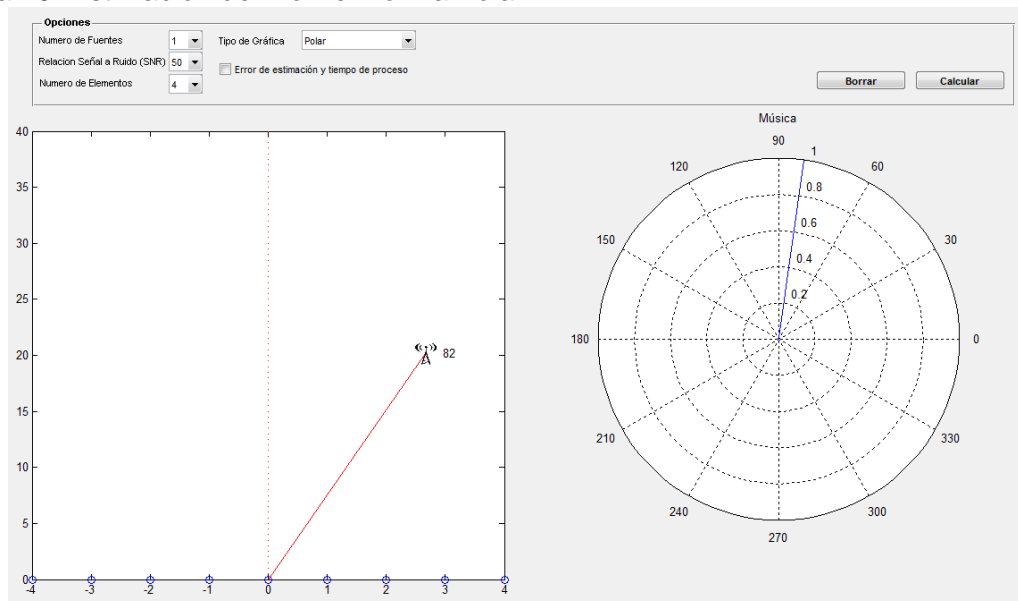 Opciones
Numero de Fuentes 1 Tipo de Gráfica Polar
Relacion Señal a Ruido (SNR) 50 Error de estimación y tiempo de proceso
Numero de Elementos 4 Borrar Calcular
40
35
30
25
20
15
10
5
0
-4 -3 -2 -1 0 1 2 3 4
82
Música
90
120 1 60
0.8
150 0.6 30
0.4
0.2
180 0
210 330
240 300
270